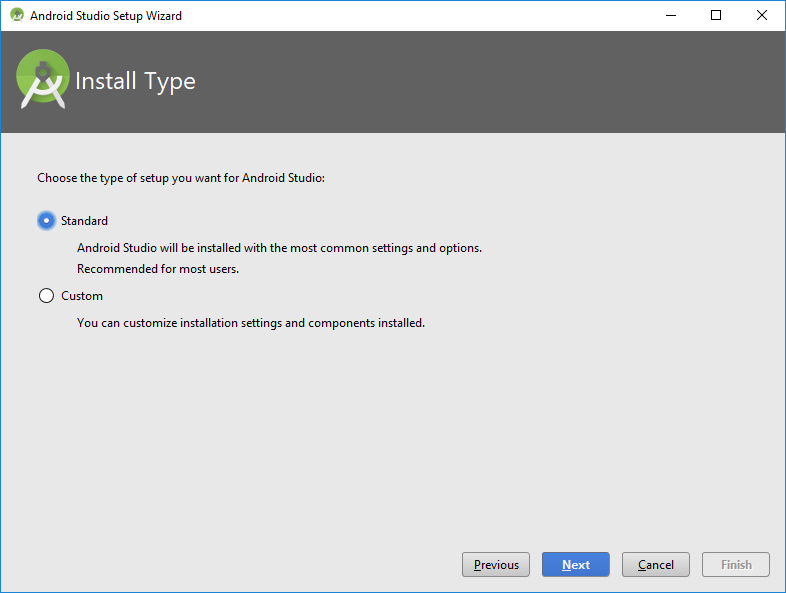 Android Studio Setup Wizard
Install Type
Choose the type of setup you want for Android Studio:
Standard
Android Studio will be installed with the most common settings and options.
Recommended for most users.
Custom
You can customize installation settings and components installed.
Previous Next Cancel Finish